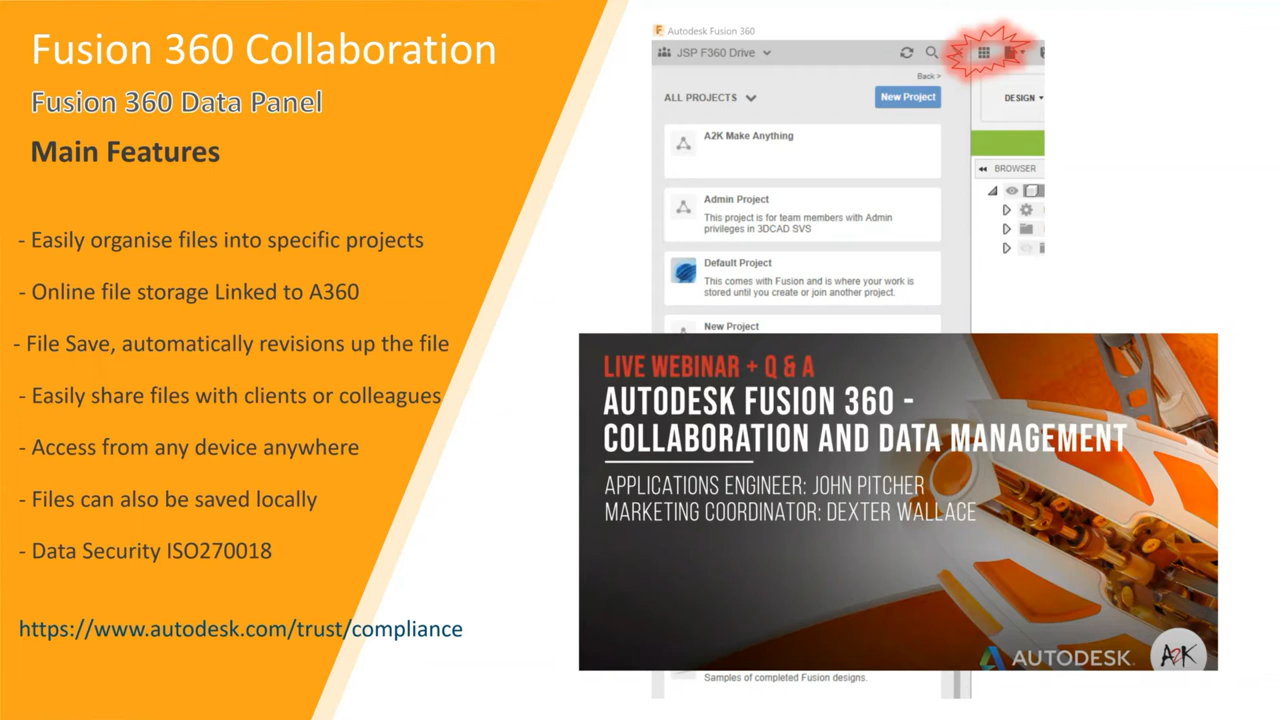 Fusion 360 Collaboration
Fusion 360 Data Panel
Main Features
- Easily organise files into specific projects
- Online file storage Linked to A360
- File Save, automatically revisions up the file
- Easily share files with clients or colleagues
- Access from any device anywhere
- Files can also be saved locally
- Data Security ISO270018
https://www.autodesk.com/trust/compliance
Autodesk Fusion 360
JSP F360 Drive
Back >
ALL PROJECTS
New Project
DESIGN
BROWSER
A2K Make Anything
Admin Project
This project is for team members with Admin
privileges in 3DCAD SVS
Default Project
This comes with Fusion and is where your work is
stored until you create or join another project.
New Project
LIVE WEBINAR + Q & A
AUTODESK FUSION 360 -
COLLABORATION AND DATA MANAGEMENT
APPLICATIONS ENGINEER: JOHN PITCHER
MARKETING COORDINATOR: DEXTER WALLACE
AUTODESK.
A2K
Samples of completed Fusion designs.